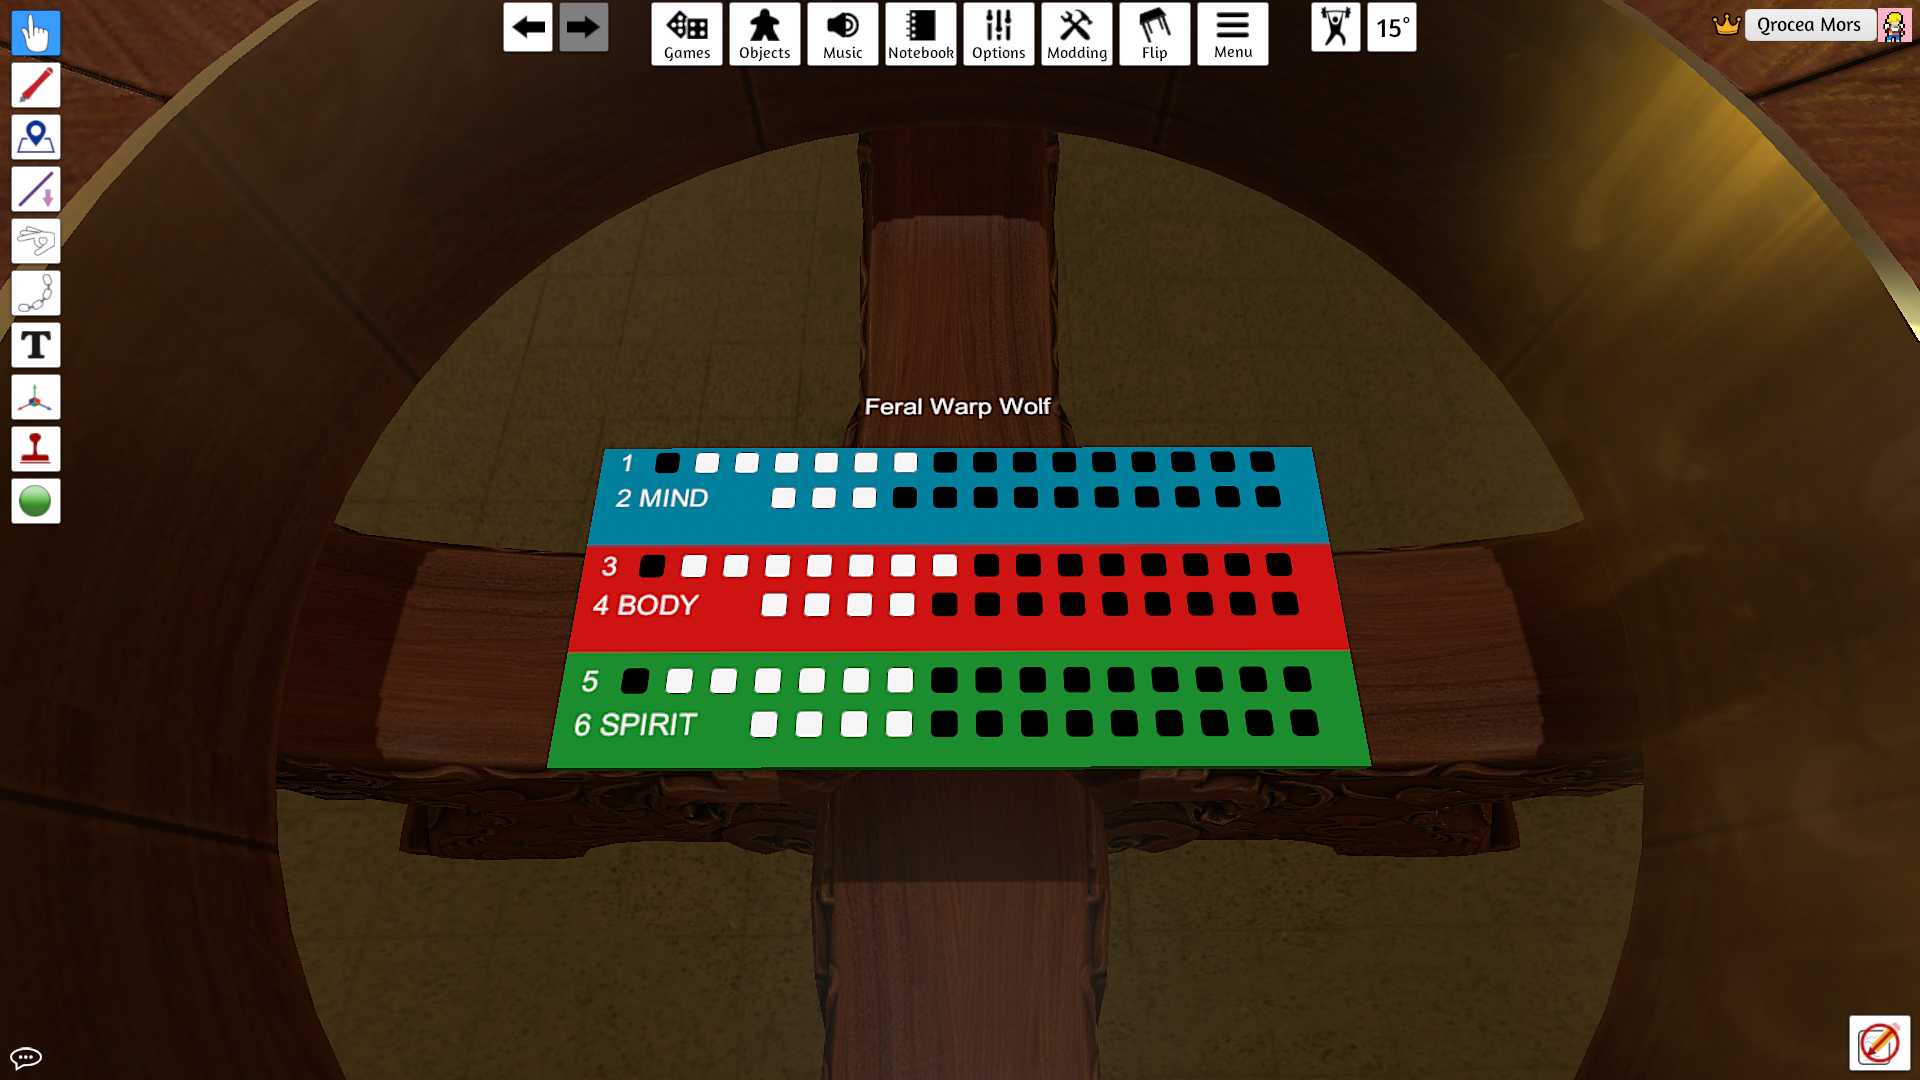 Games Objects Music Notebook Options Modding Flip Menu 15°
Qrocea Mors
T
Feral Warp Wolf
1
2 MIND
3
4 BODY
5
6 SPIRIT